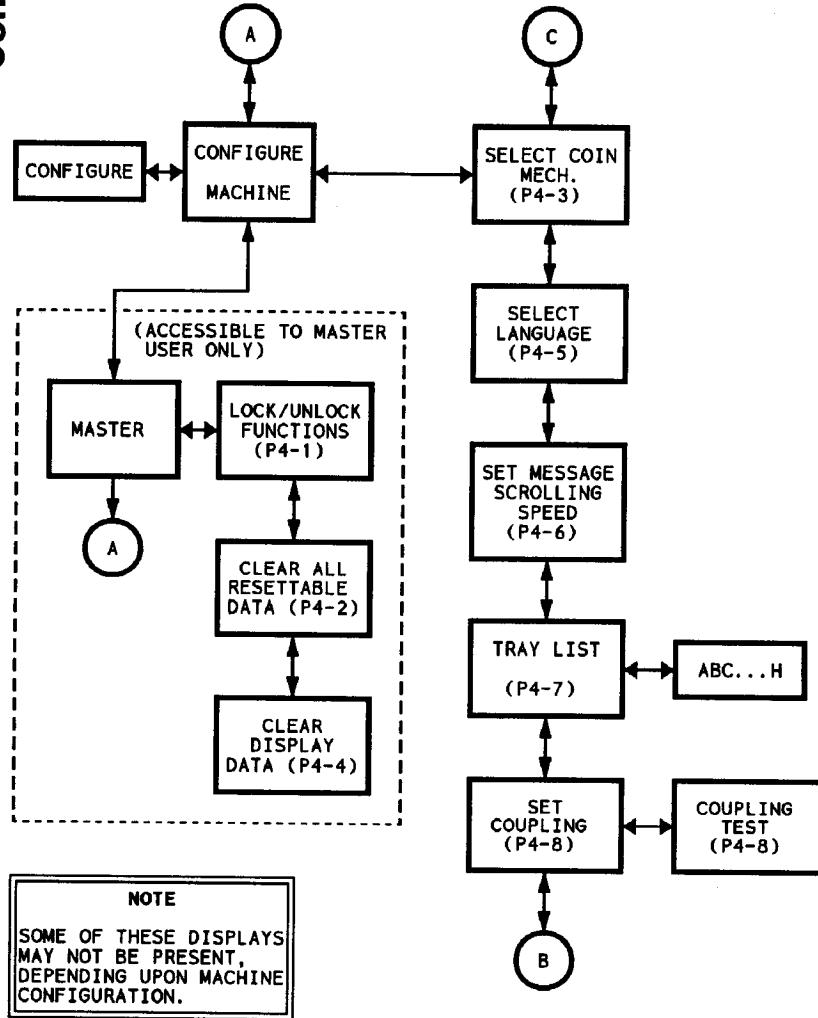 A
C
CONFIGURE
CONFIGURE
MACHINE
SELECT COIN
MECH.
(P4-3)
SELECT
LANGUAGE
(P4-5)
(ACCESSIBLE TO MASTER
USER ONLY)
MASTER
LOCK/UNLOCK
FUNCTIONS
(P4-1)
SET MESSAGE
SCROLLING
SPEED
(P4-6)
A
CLEAR ALL
RESETTABLE
DATA (P4-2)
TRAY LIST
(P4-7)
ABC...H
CLEAR
DISPLAY
DATA (P4-4)
SET
COUPLING
(P4-8)
COUPLING
TEST
(P4-8)
NOTE
SOME OF THESE DISPLAYS
MAY NOT BE PRESENT,
DEPENDING UPON MACHINE
CONFIGURATION.
B